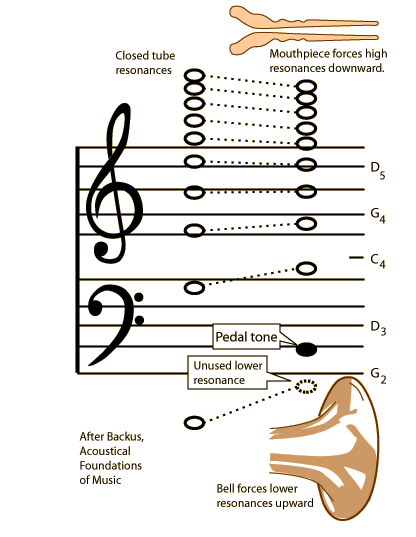 Closed tube
resonances
Mouthpiece forces high
resonances downward.
D5
G4
C4
D3
Pedal tone
Unused lower
resonance
G2
After Backus,
Acoustical
Foundations
of Music
Bell forces lower
resonances upward